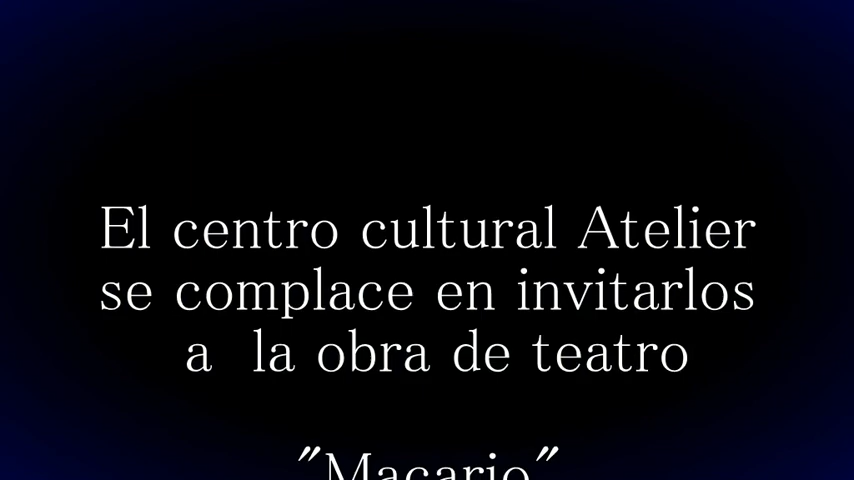 El centro cultural Atelier
se complace en invitarlos
a la obra de teatro
"Macario"